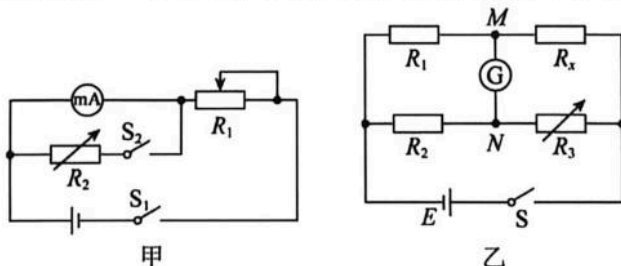 mA
R₁
S₂
R₂
S₁
甲
M
R₁
Rₓ
G
R₂
N
R₃
E
S
乙